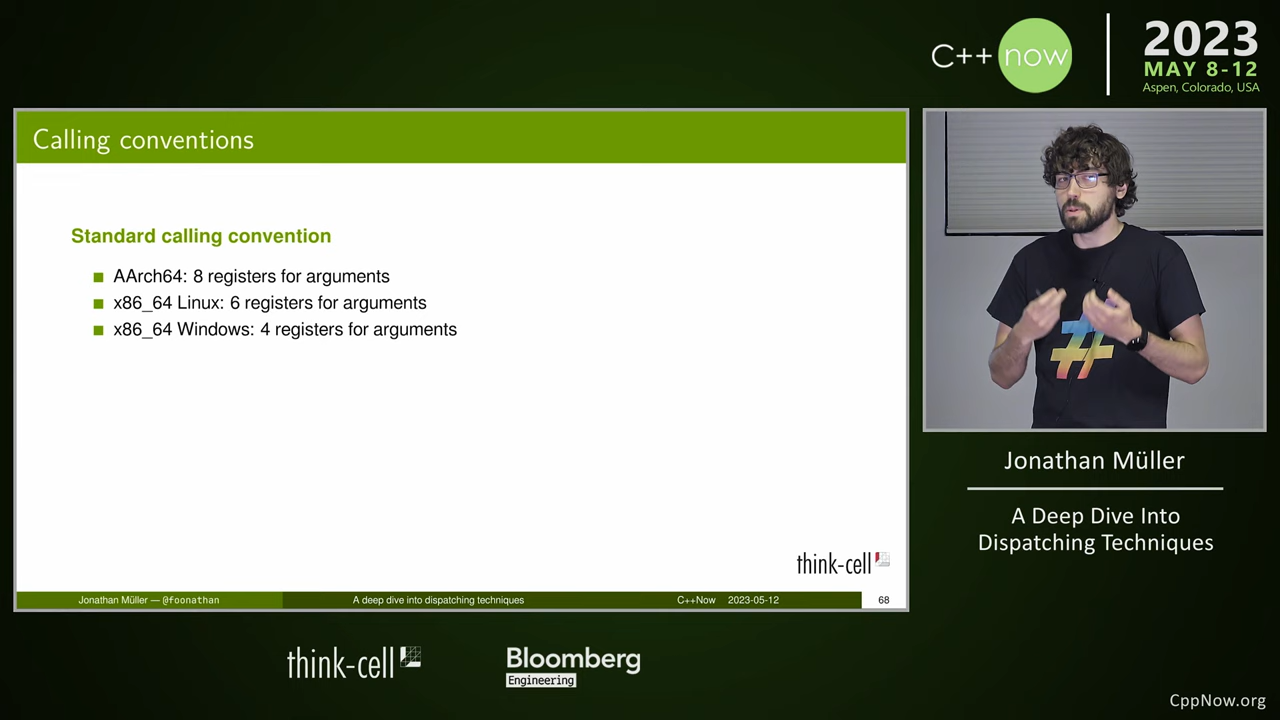 C++ now
2023
MAY 8-12
Aspen, Colorado, USA
Calling conventions
Standard calling convention
AArch64: 8 registers for arguments
x86_64 Linux: 6 registers for arguments
x86_64 Windows: 4 registers for arguments
think-cell
Jonathan Müller — @foonathan
A deep dive into dispatching techniques
C++Now 2023-05-12
68
#
Jonathan Müller
A Deep Dive Into
Dispatching Techniques
think-cell
Bloomberg
Engineering
CppNow.org